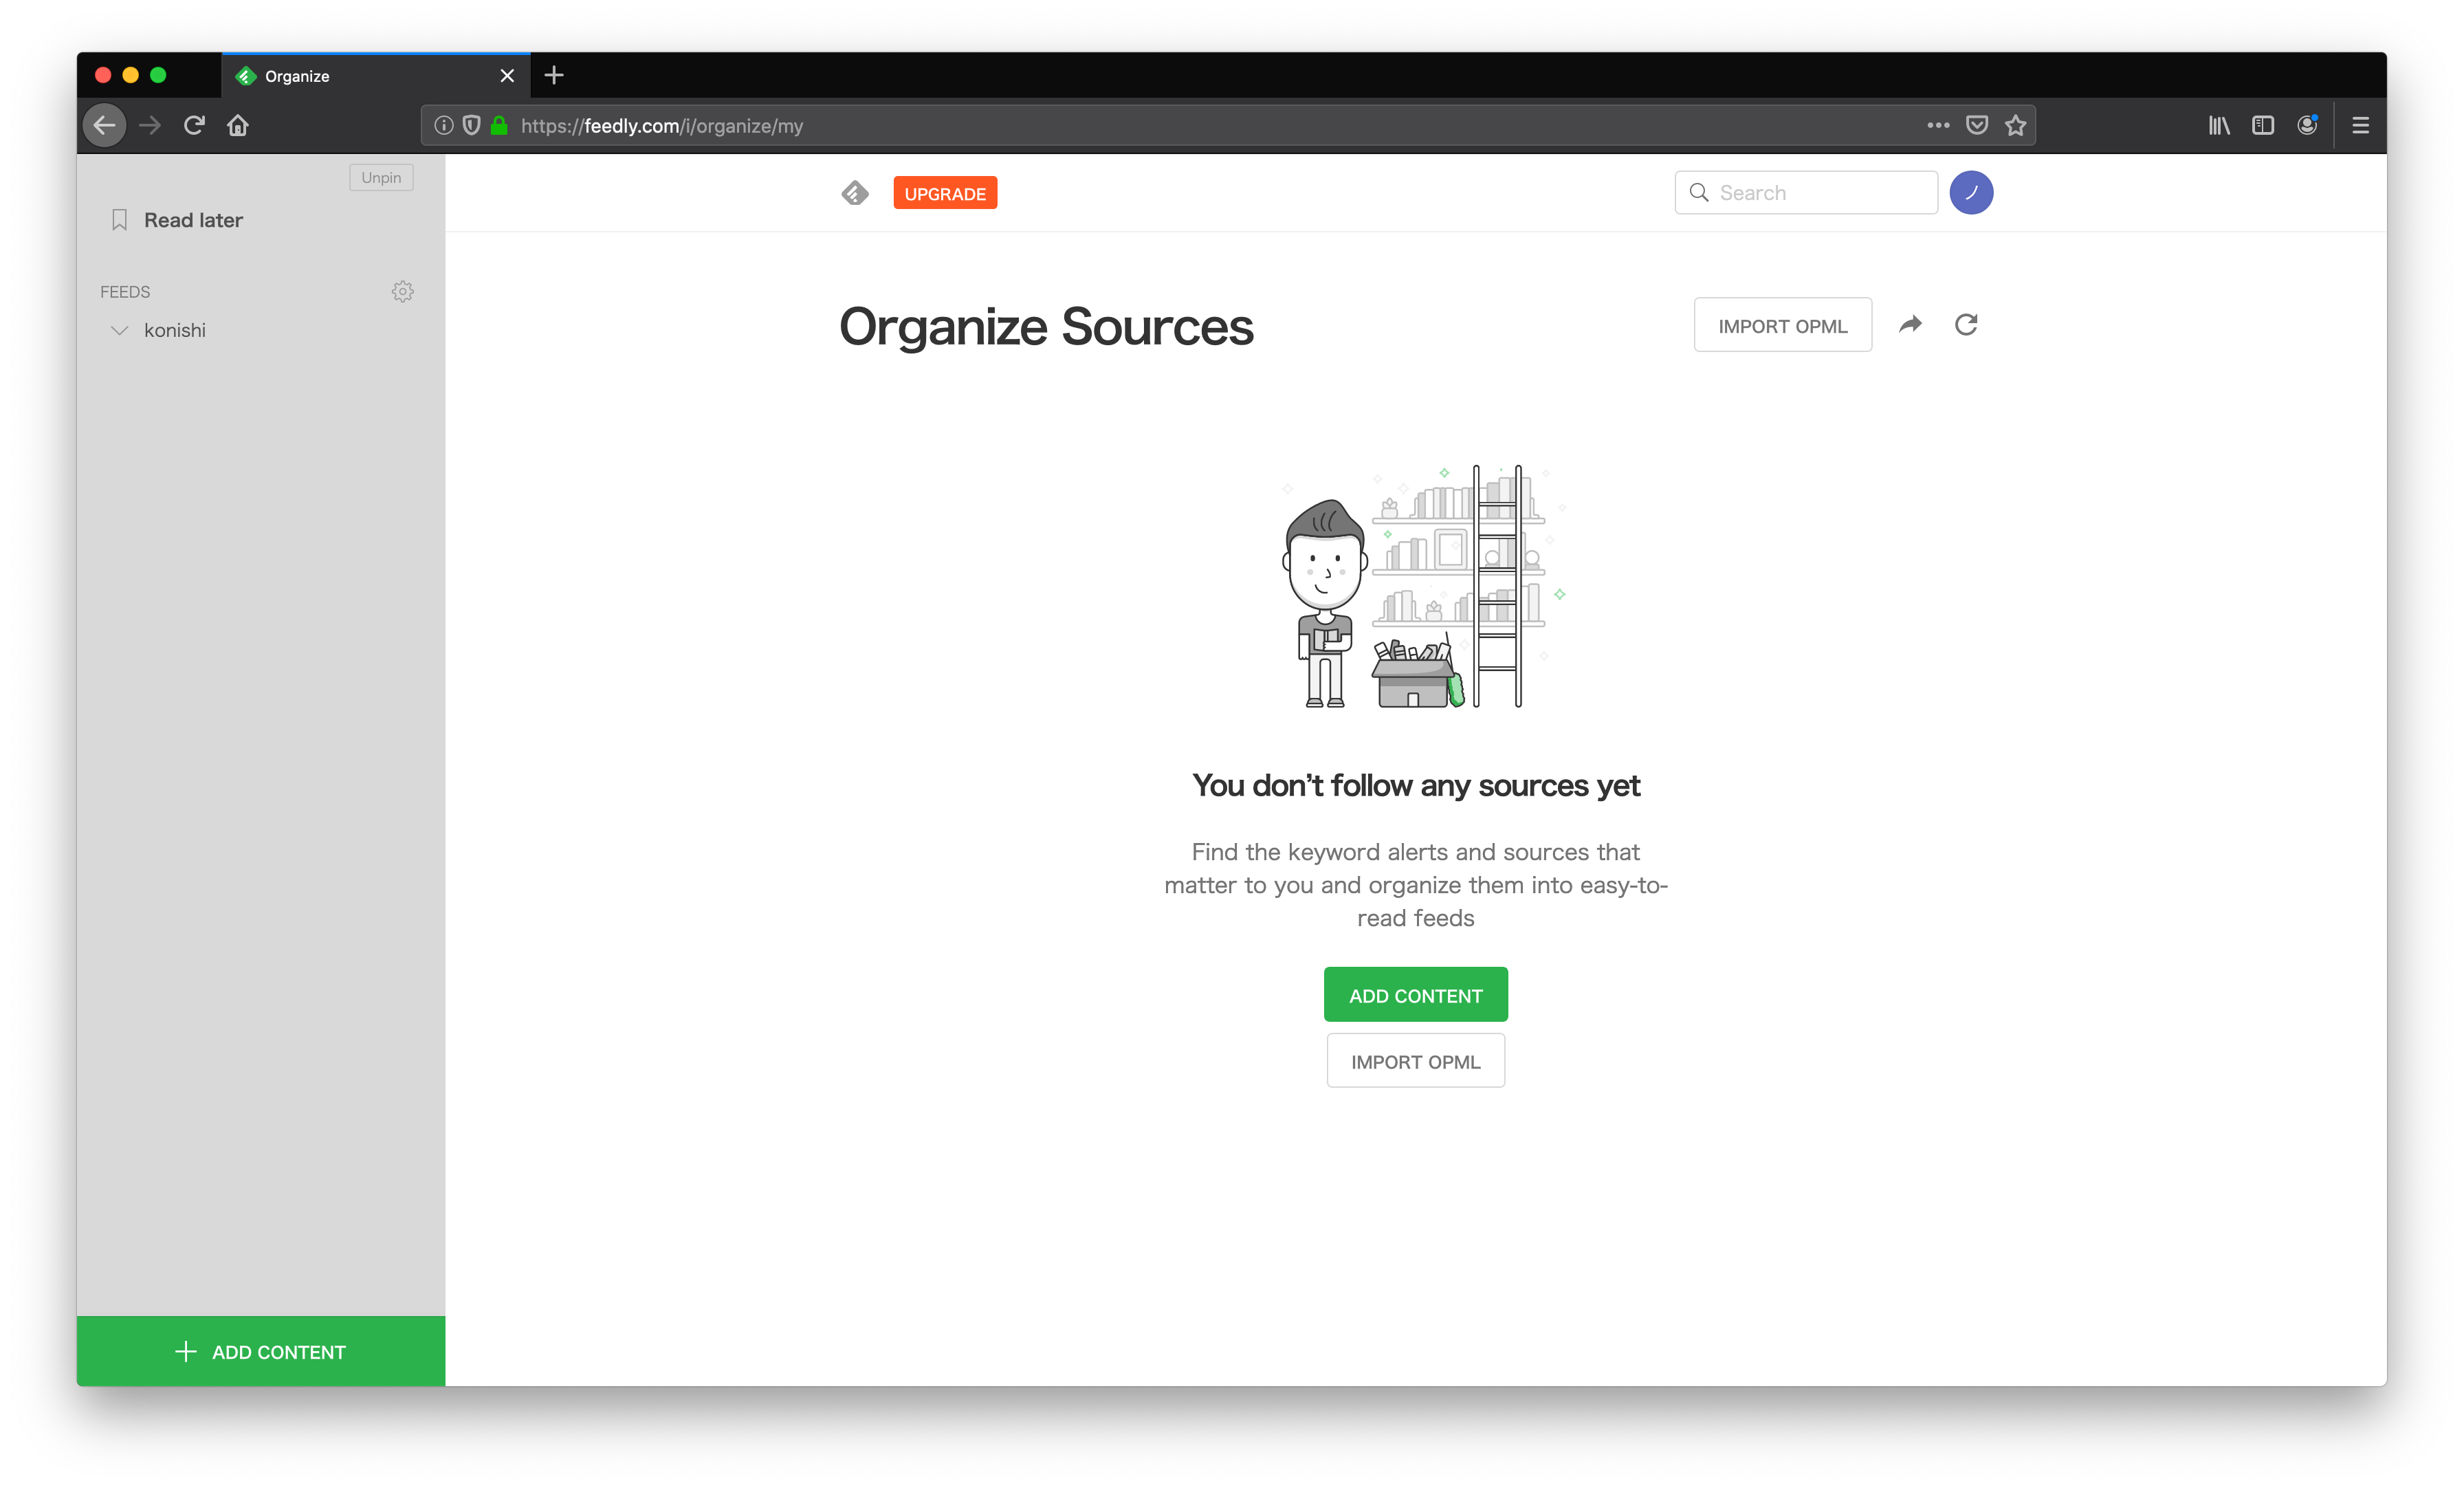 Organize
https://feedly.com/i/organize/my
Unpin
Read later
FEEDS
konishi
ADD CONTENT
UPGRADE
Search
ノ
Organize Sources
IMPORT OPML
You don’t follow any sources yet
Find the keyword alerts and sources that
matter to you and organize them into easy-to-
read feeds
ADD CONTENT
IMPORT OPML